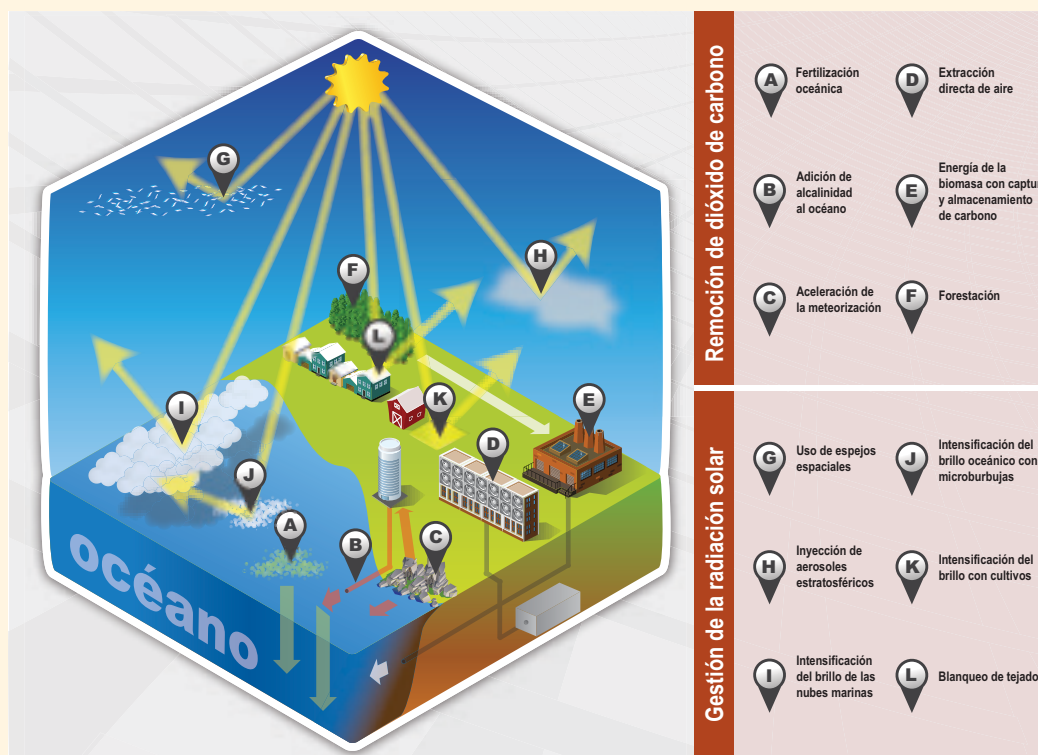 G
H
F
L
I
K
E
D
J
A
B
C
océano
Remoción de dióxido de carbono
A
Fertilización
oceánica
D
Extracción
directa de aire
B
Adición de
alcalinidad
al océano
E
Energía de la
biomasa con captur
y almacenamiento
de carbono
C
Aceleración de
la meteorización
F
Forestación
Gestión de la radiación solar
G
Uso de espejos
espaciales
J
Intensificación del
brillo oceánico con
microburbujas
H
Inyección de
aerosoles
estratosféricos
K
Intensificación del
brillo con cultivos
I
Intensificación
del brillo de las
nubes marinas
L
Blanqueo de tejado